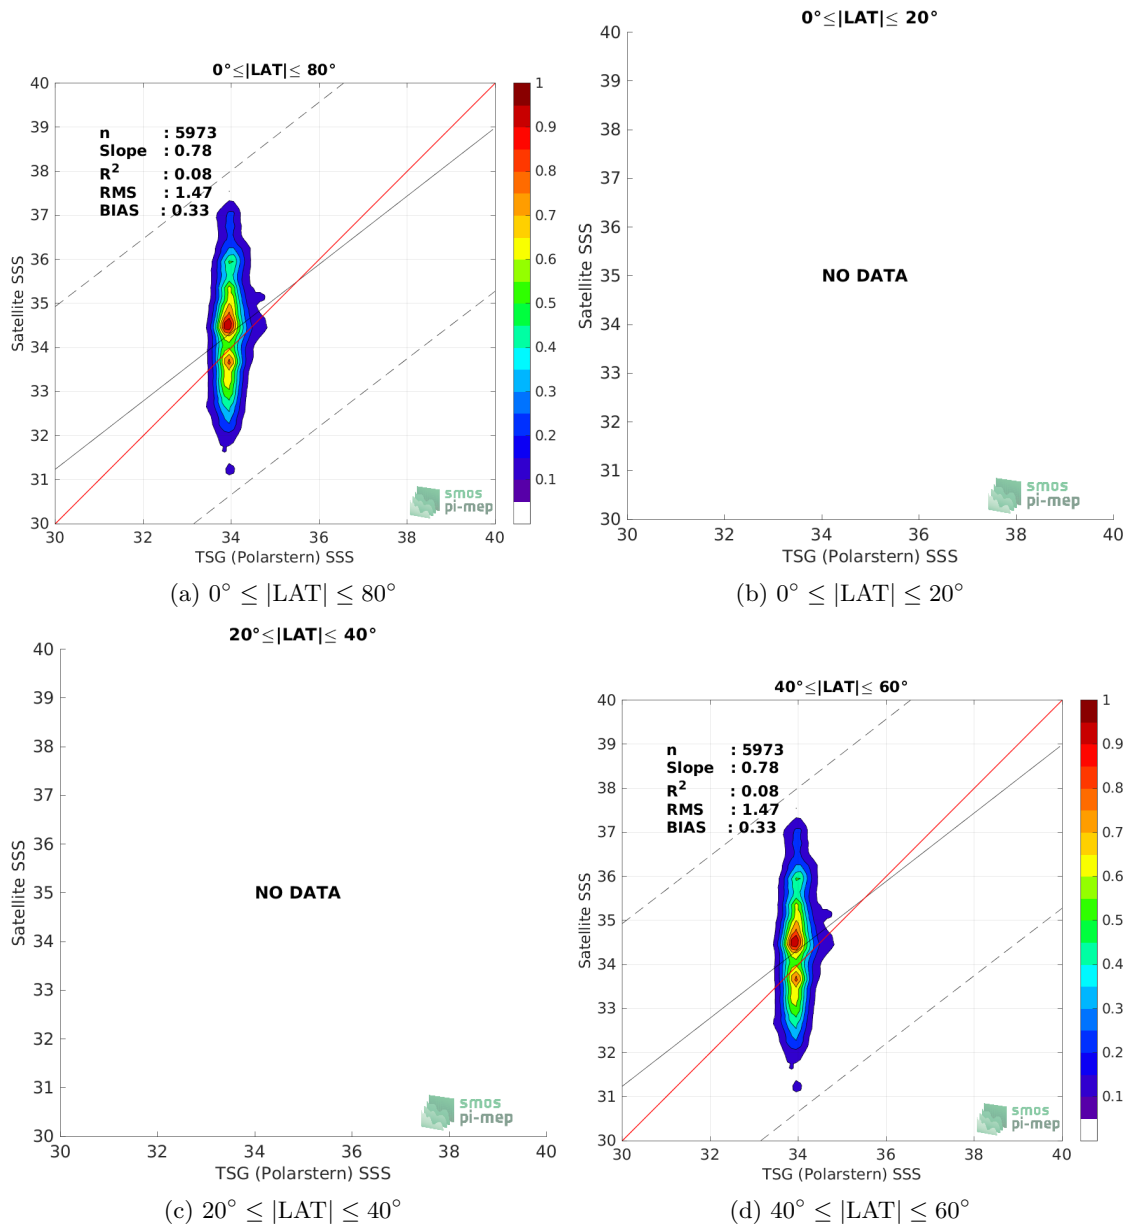 0°≤|LAT|≤ 80°
40
39
38
37
36
35
34
33
32
31
30
Satellite SSS
n : 5973
Slope : 0.78
R² : 0.08
RMS : 1.47
BIAS : 0.33
smos
pi-mep
30 32 34 36 38 40
TSG (Polarstern) SSS
1
0.9
0.8
0.7
0.6
0.5
0.4
0.3
0.2
0.1
(a) 0° ≤ |LAT| ≤ 80°
0°≤|LAT|≤ 20°
40
39
38
37
36
35
34
33
32
31
30
Satellite SSS
NO DATA
smos
pi-mep
30 32 34 36 38 40
TSG (Polarstern) SSS
(b) 0° ≤ |LAT| ≤ 20°
20°≤|LAT|≤ 40°
40
39
38
37
36
35
34
33
32
31
30
Satellite SSS
NO DATA
smos
pi-mep
30 32 34 36 38 40
TSG (Polarstern) SSS
(c) 20° ≤ |LAT| ≤ 40°
40°≤|LAT|≤ 60°
40
39
38
37
36
35
34
33
32
31
30
Satellite SSS
n : 5973
Slope : 0.78
R² : 0.08
RMS : 1.47
BIAS : 0.33
smos
pi-mep
30 32 34 36 38 40
TSG (Polarstern) SSS
1
0.9
0.8
0.7
0.6
0.5
0.4
0.3
0.2
0.1
(d) 40° ≤ |LAT| ≤ 60°